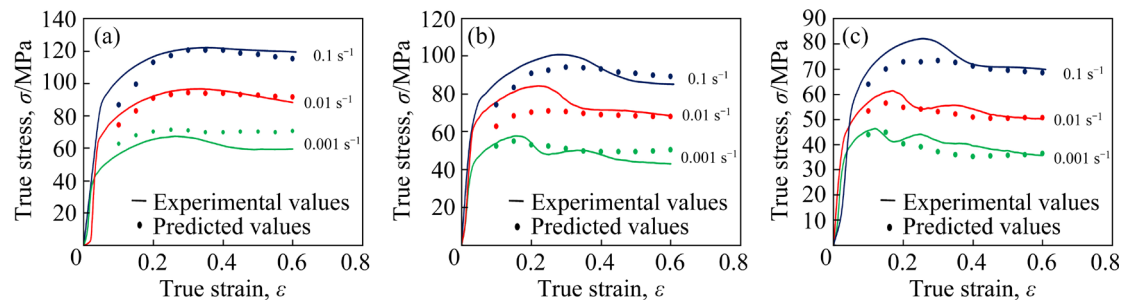 (a)
True stress, σ/MPa
140
120
100
80
60
40
20
0
0.2
0.4
0.6
0.8
True strain, ε
0.1 s⁻¹
0.01 s⁻¹
0.001 s⁻¹
Experimental values
Predicted values
(b)
True stress, σ/MPa
120
100
80
60
40
20
0
0.2
0.4
0.6
0.8
True strain, ε
0.1 s⁻¹
0.01 s⁻¹
0.001 s⁻¹
Experimental values
Predicted values
(c)
True stress, σ/MPa
90
80
70
60
50
40
30
20
10
0
0
0.2
0.4
0.6
0.8
True strain, ε
0.1 s⁻¹
0.01 s⁻¹
0.001 s⁻¹
Experimental values
Predicted values